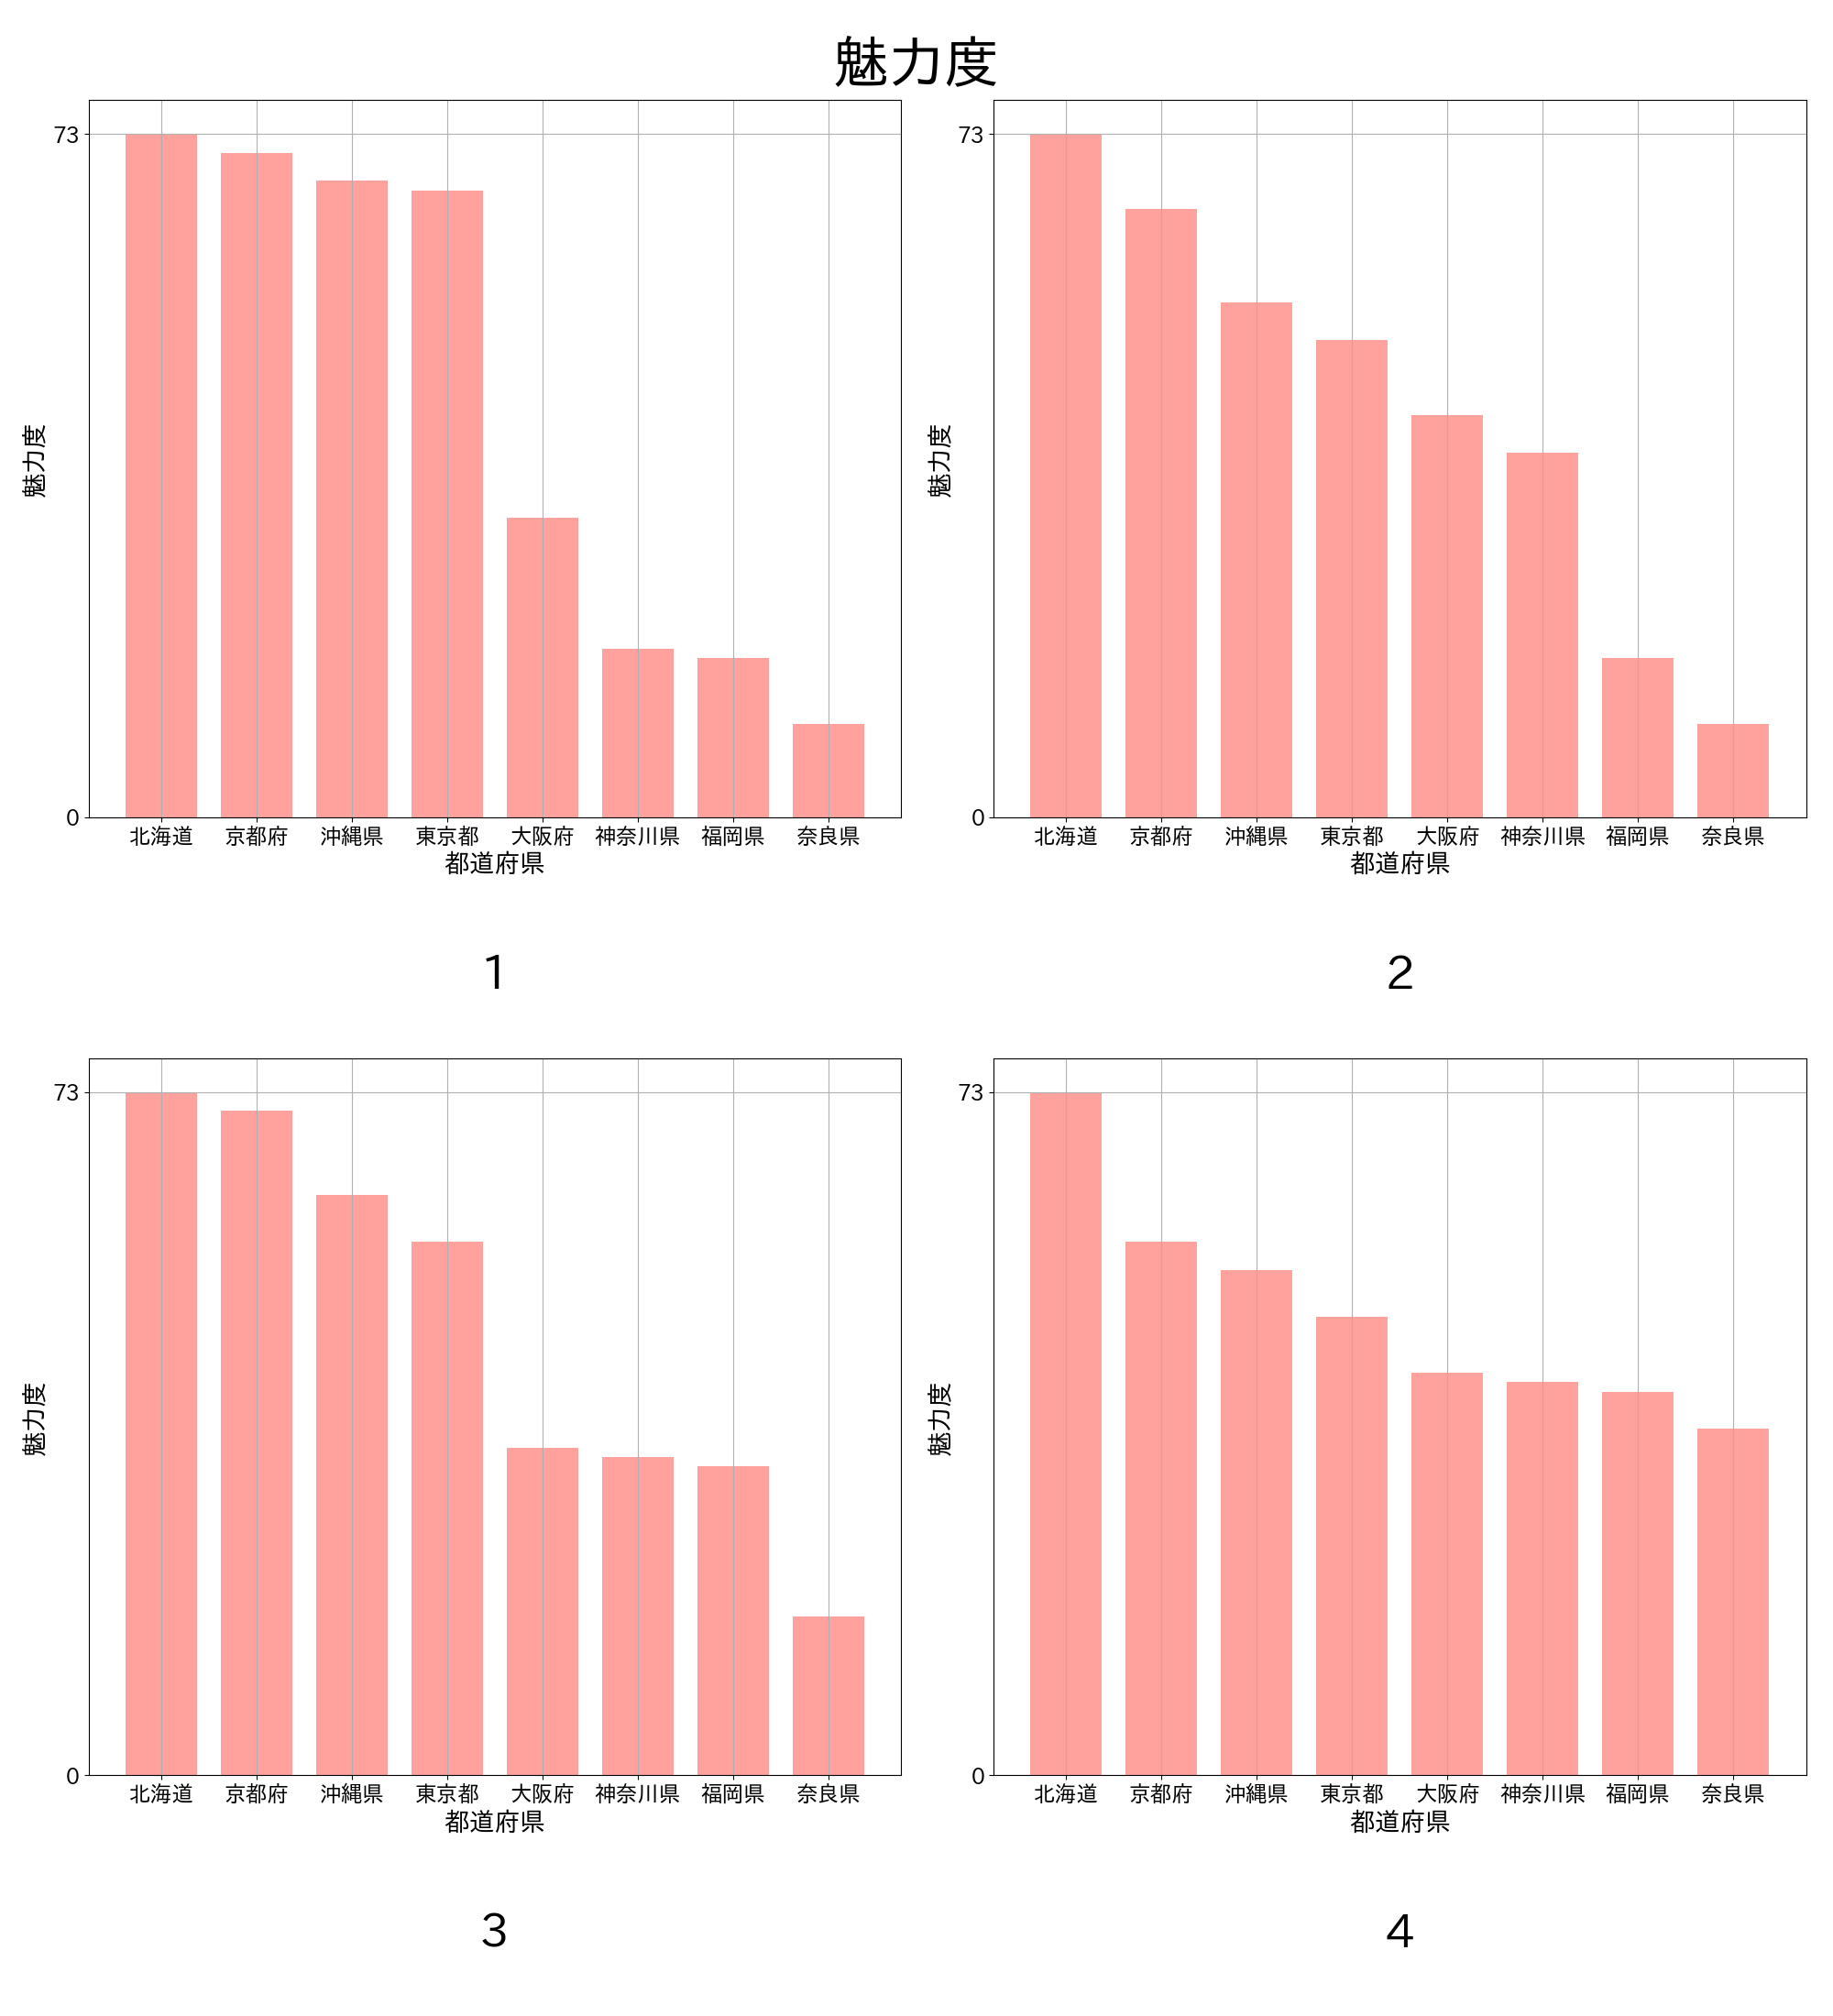 魅力度
73
0
魅力度
北海道 京都府 沖縄県 東京都 大阪府 神奈川県 福岡県 奈良県
都道府県
1
73
0
魅力度
北海道 京都府 沖縄県 東京都 大阪府 神奈川県 福岡県 奈良県
都道府県
2
73
0
魅力度
北海道 京都府 沖縄県 東京都 大阪府 神奈川県 福岡県 奈良県
都道府県
3
73
0
魅力度
北海道 京都府 沖縄県 東京都 大阪府 神奈川県 福岡県 奈良県
都道府県
4